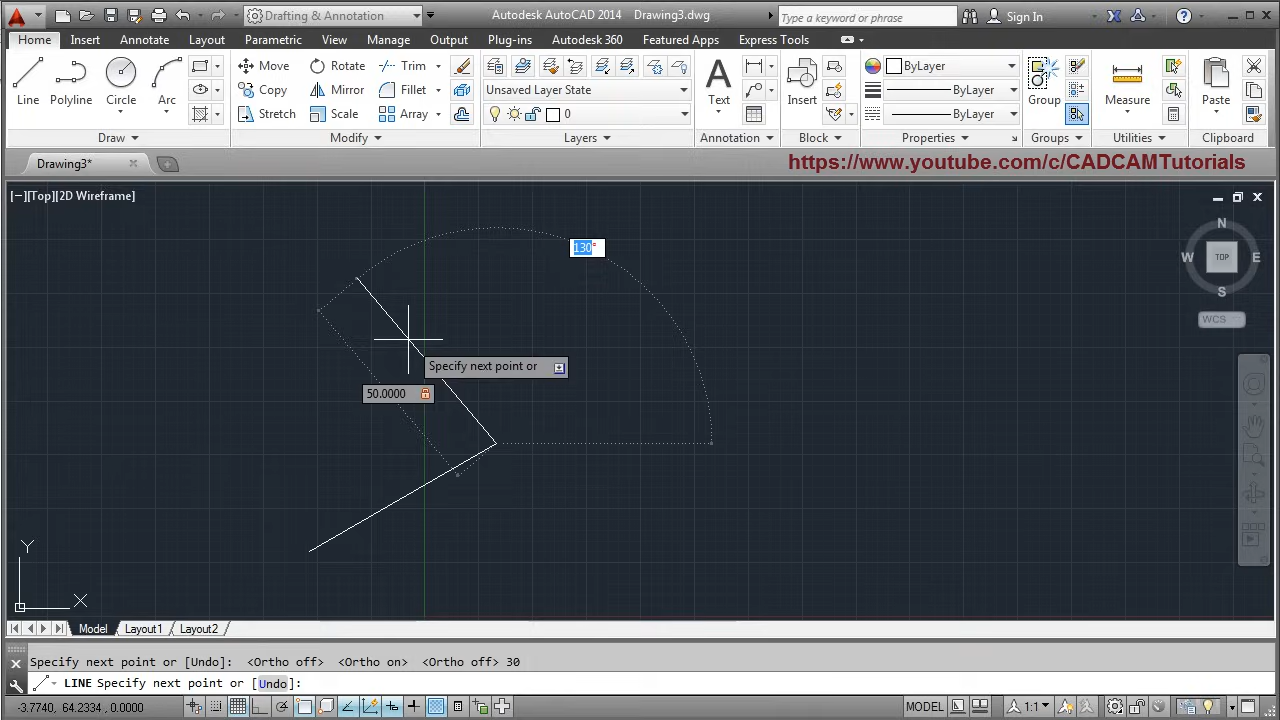 Drafting & Annotation
Autodesk AutoCAD 2014 Drawing3.dwg
Type a keyword or phrase
Sign In
Home Insert Annotate Layout Parametric View Manage Output Plug-ins Autodesk 360 Featured Apps Express Tools
Line Polyline Circle Arc
Move Rotate Trim
Copy Mirror Fillet
Stretch Scale Array
Unsaved Layer State
0
Text
Insert
ByLayer
ByLayer
ByLayer
Group
Measure
Paste
Draw Modify Layers Annotation Block Properties Groups Utilities Clipboard
Drawing3*
https://www.youtube.com/c/CADCAMTutorials
[−][Top][2D Wireframe]
N
W TOP E
S
WCS
130°
Specify next point or
50.0000
Y
X
Model Layout1 Layout2
Specify next point or [Undo]: <Ortho off> <Ortho on> <Ortho off> 30
LINE Specify next point or [Undo]:
-3.7740, 64.2334, 0.0000
MODEL
1:1